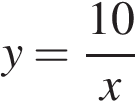 y = 10/x